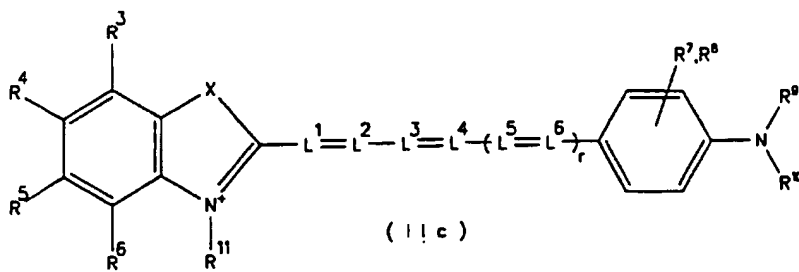 R³
R⁷,R⁸
R⁴
X
R⁹
L¹=L²-L³=L⁴-(L⁵=L⁶)r
N
R⁵
N⁺
R¹⁰
R⁶
R¹¹
(IIc)